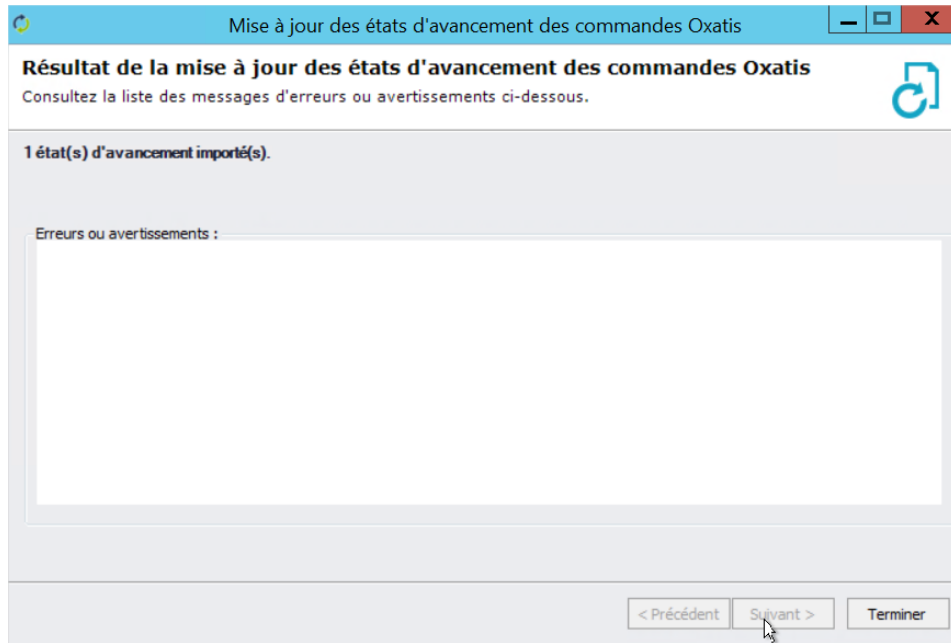 Mise à jour des états d'avancement des commandes Oxatis
Résultat de la mise à jour des états d'avancement des commandes Oxatis
Consultez la liste des messages d'erreurs ou avertissements ci-dessous.
1 état(s) d'avancement importé(s).
Erreurs ou avertissements :
< Précédent Suivant > Terminer